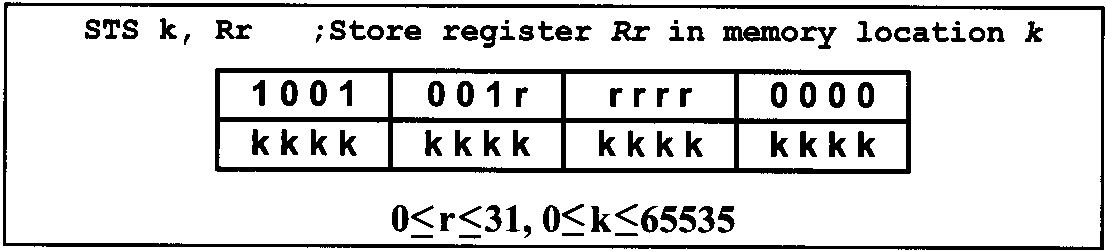 STS k, Rr ;Store register Rr in memory location k
1001 001r rrrr 0000
kkkk kkkk kkkk kkkk
0≤r≤31, 0≤k≤65535